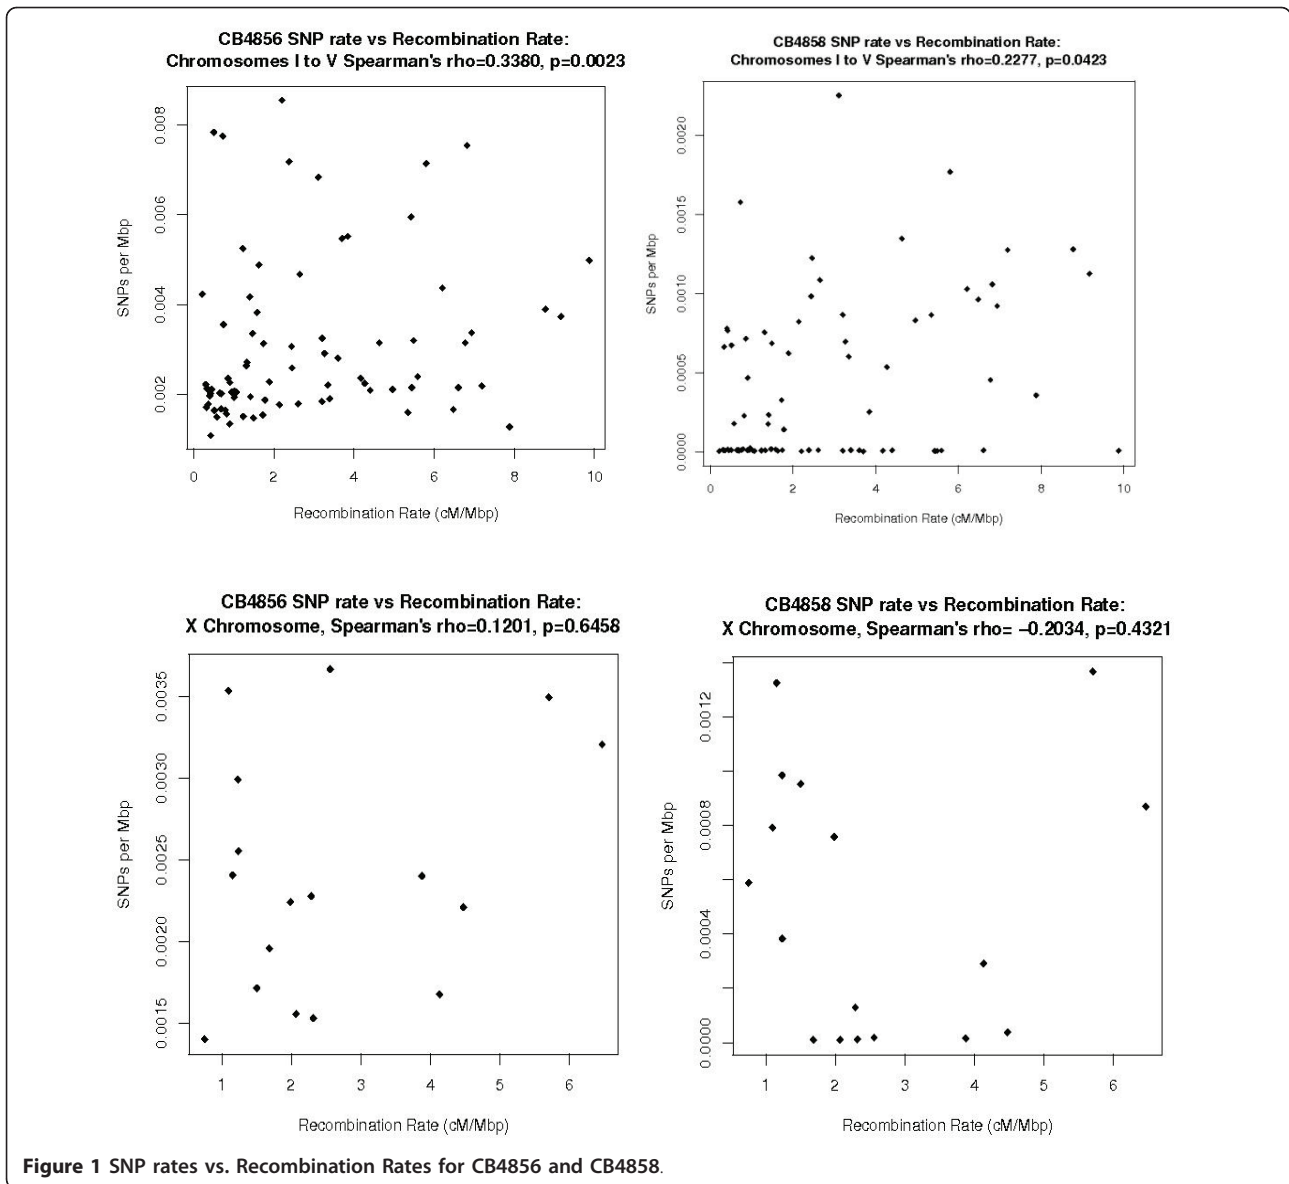 CB4856 SNP rate vs Recombination Rate:
Chromosomes I to V Spearman's rho=0.3380, p=0.0023
SNPs per Mbp
0.002 0.004 0.006 0.008
0 2 4 6 8 10
Recombination Rate (cM/Mbp)
CB4858 SNP rate vs Recombination Rate:
Chromosomes I to V Spearman's rho=0.2277, p=0.0423
SNPs per Mbp
0.0000 0.0005 0.0010 0.0015 0.0020
0 2 4 6 8 10
Recombination Rate (cM/Mbp)
CB4856 SNP rate vs Recombination Rate:
X Chromosome, Spearman's rho=0.1201, p=0.6458
SNPs per Mbp
0.0015 0.0020 0.0025 0.0030 0.0035
1 2 3 4 5 6
Recombination Rate (cM/Mbp)
CB4858 SNP rate vs Recombination Rate:
X Chromosome, Spearman's rho= −0.2034, p=0.4321
SNPs per Mbp
0.0000 0.0004 0.0008 0.0012
1 2 3 4 5 6
Recombination Rate (cM/Mbp)
Figure 1 SNP rates vs. Recombination Rates for CB4856 and CB4858.